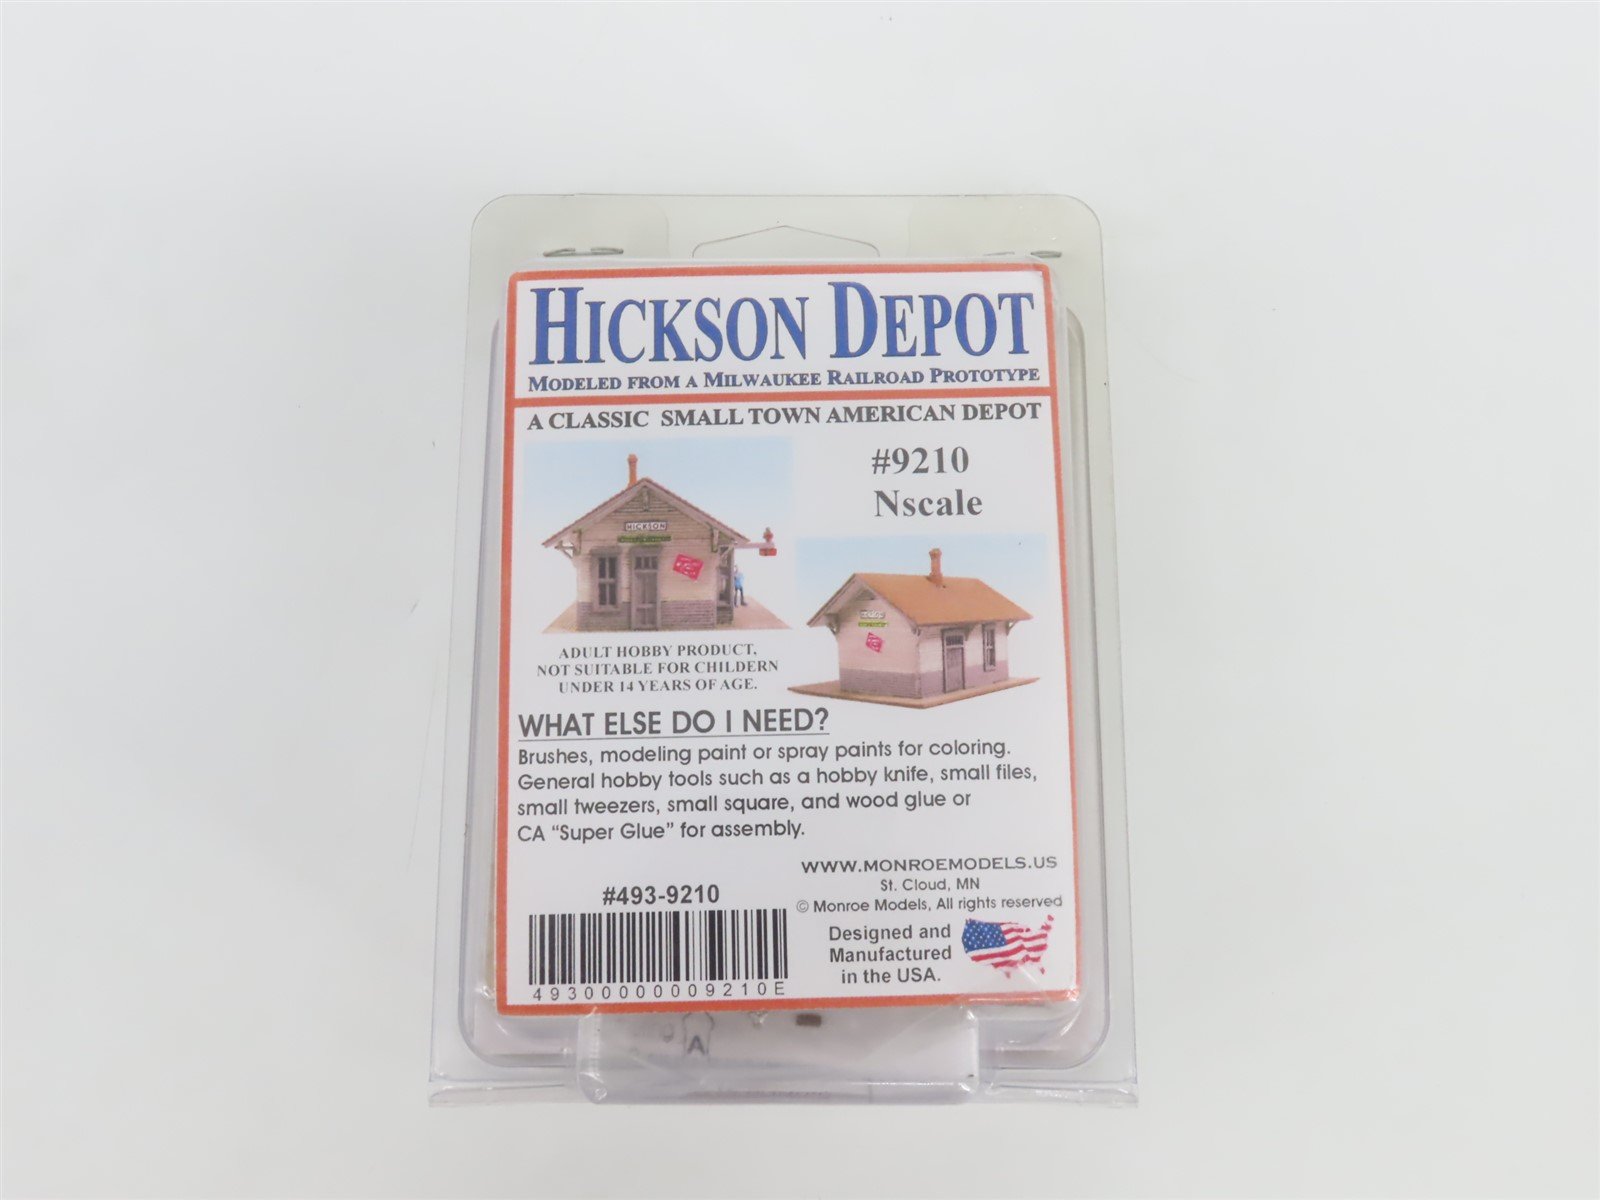 HICKSON DEPOT
MODELED FROM A MILWAUKEE RAILROAD PROTOTYPE
A CLASSIC SMALL TOWN AMERICAN DEPOT
#9210
Nscale
HICKSON
ADULT HOBBY PRODUCT,
NOT SUITABLE FOR CHILDERN
UNDER 14 YEARS OF AGE.
WHAT ELSE DO I NEED?
Brushes, modeling paint or spray paints for coloring.
General hobby tools such as a hobby knife, small files,
small tweezers, small square, and wood glue or
CA “Super Glue” for assembly.
WWW.MONROEMODELS.US
St. Cloud, MN
© Monroe Models, All rights reserved
#493-9210
Designed and
Manufactured
in the USA.
4930000009210E
A